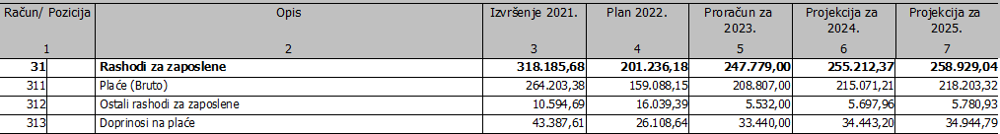 Račun/ Pozicija Opis Izvršenje 2021. Plan 2022. Proračun za 2023. Projekcija za 2024. Projekcija za 2025.
1 2 3 4 5 6 7
31 Rashodi za zaposlene 318.185,68 201.236,18 247.779,00 255.212,37 258.929,04
311 Plaće (Bruto) 264.203,38 159.088,15 208.807,00 215.071,21 218.203,32
312 Ostali rashodi za zaposlene 10.594,69 16.039,39 5.532,00 5.697,96 5.780,93
313 Doprinosi na plaće 43.387,61 26.108,64 33.440,00 34.443,20 34.944,79